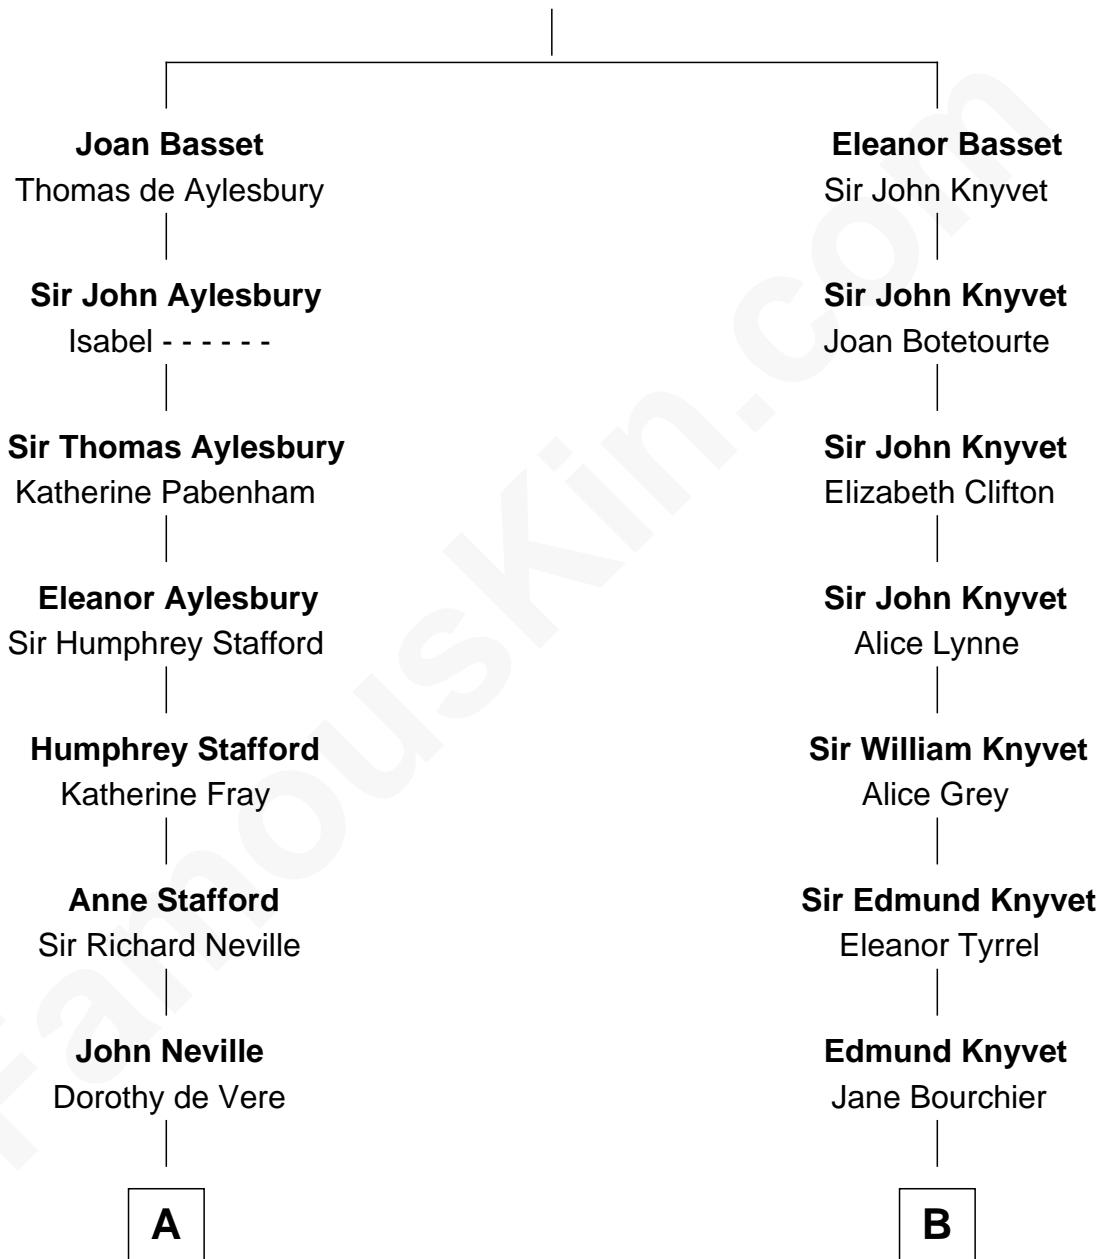 Joan Basset
Thomas de Aylesbury
Eleanor Basset
Sir John Knyvet
Sir John Aylesbury
Isabel - - - - - -
Sir John Knyvet
Joan Botetourte
Sir Thomas Aylesbury
Katherine Pabenham
Sir John Knyvet
Elizabeth Clifton
Eleanor Aylesbury
Sir Humphrey Stafford
Sir John Knyvet
Alice Lynne
Humphrey Stafford
Katherine Fray
Sir William Knyvet
Alice Grey
Anne Stafford
Sir Richard Neville
Sir Edmund Knyvet
Eleanor Tyrrel
John Neville
Dorothy de Vere
Edmund Knyvet
Jane Bourchier
A
B
FamousKin.com